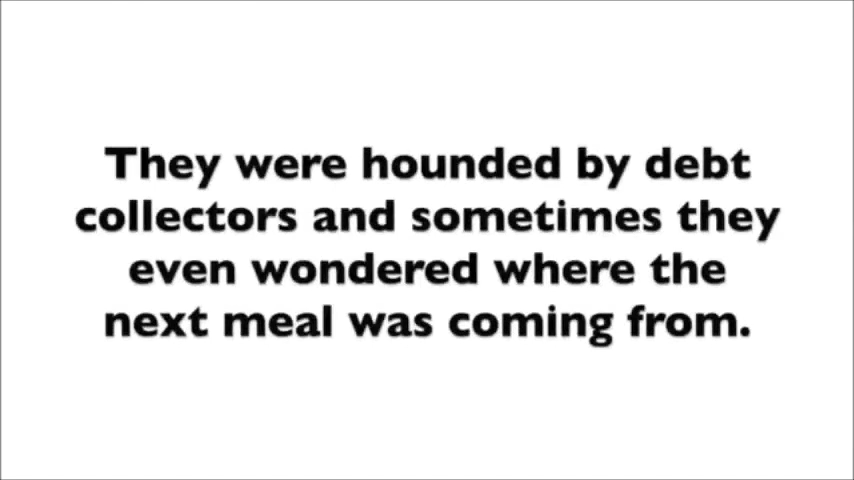 They were hounded by debt
collectors and sometimes they
even wondered where the
next meal was coming from.